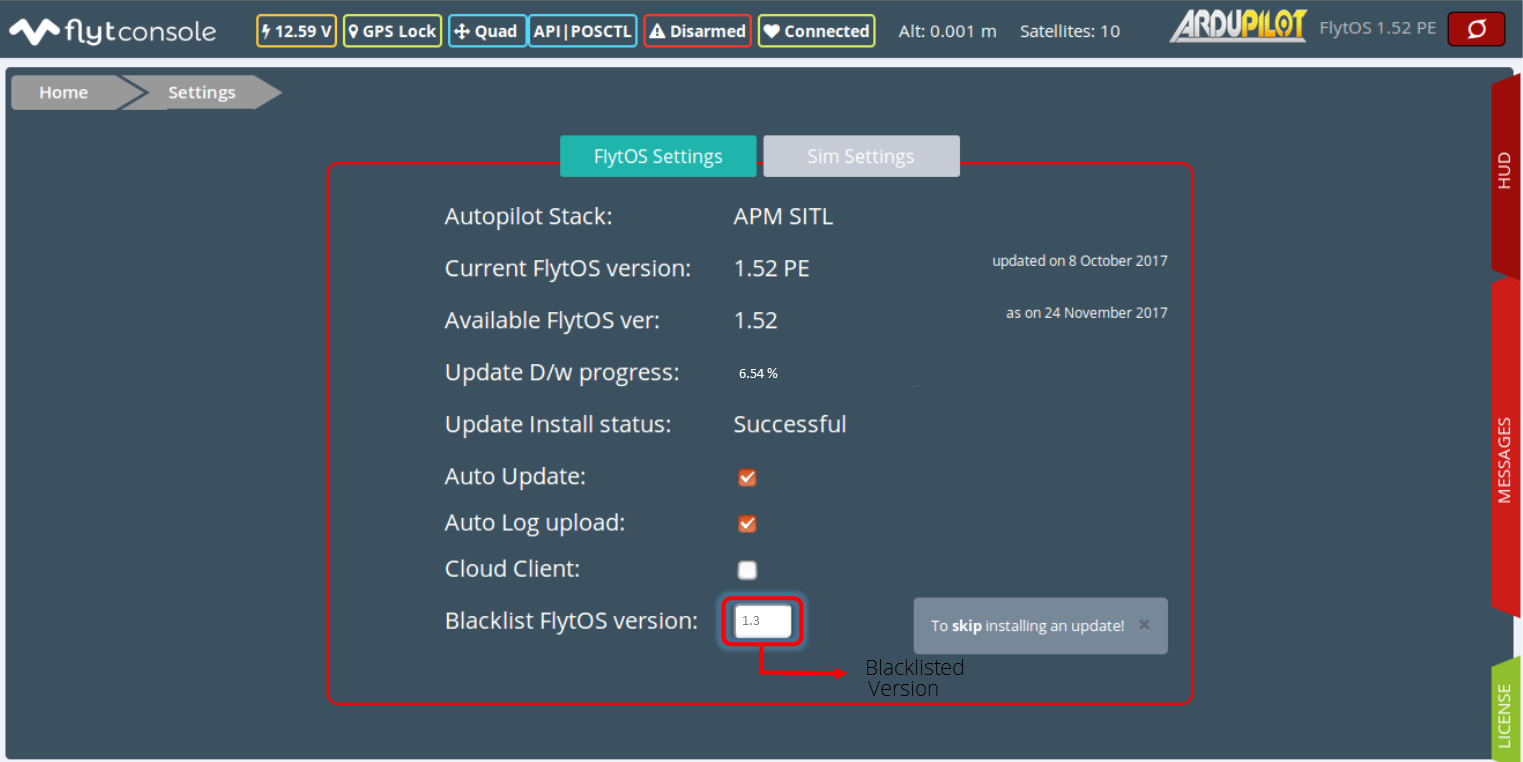 flytconsole 12.59 V GPS Lock Quad API|POSCTL Disarmed Connected Alt: 0.001 m Satellites: 10 ARDUPILOT FlytOS 1.52 PE
Home Settings
FlytOS Settings Sim Settings
Autopilot Stack: APM SITL
Current FlytOS version: 1.52 PE updated on 8 October 2017
Available FlytOS ver: 1.52 as on 24 November 2017
Update D/w progress: 6.54 %
Update Install status: Successful
Auto Update:
Auto Log upload:
Cloud Client:
Blacklist FlytOS version: 1.3 To skip installing an update! ×
Blacklisted
Version
HUD
MESSAGES
LICENSE